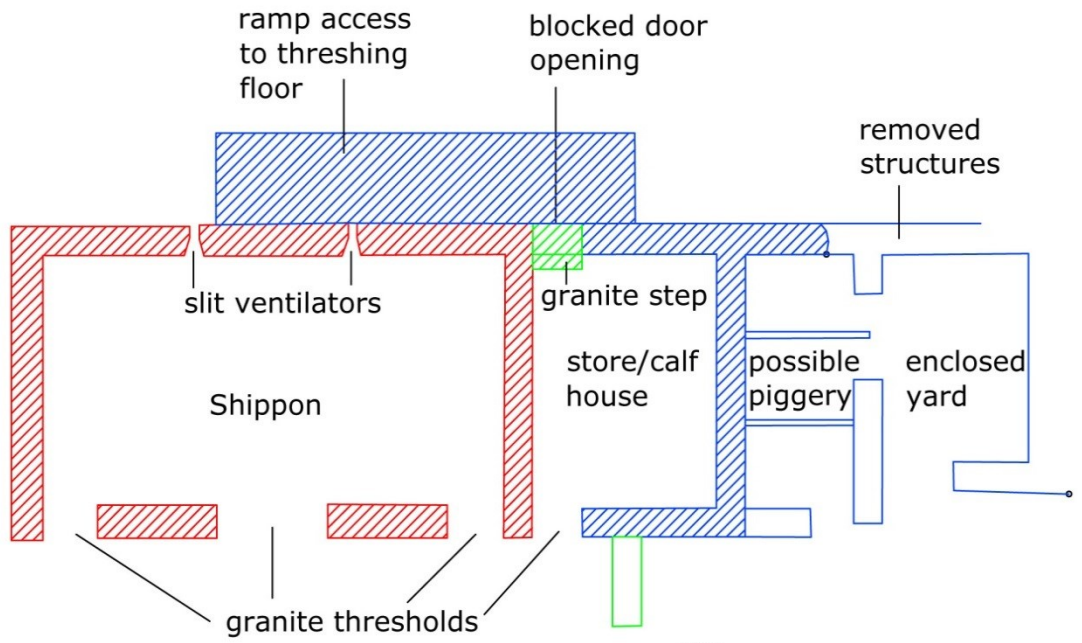 ramp access
to threshing
floor
blocked door
opening
removed
structures
slit ventilators
granite step
store/calf
house
possible
piggery
enclosed
yard
Shippon
granite thresholds